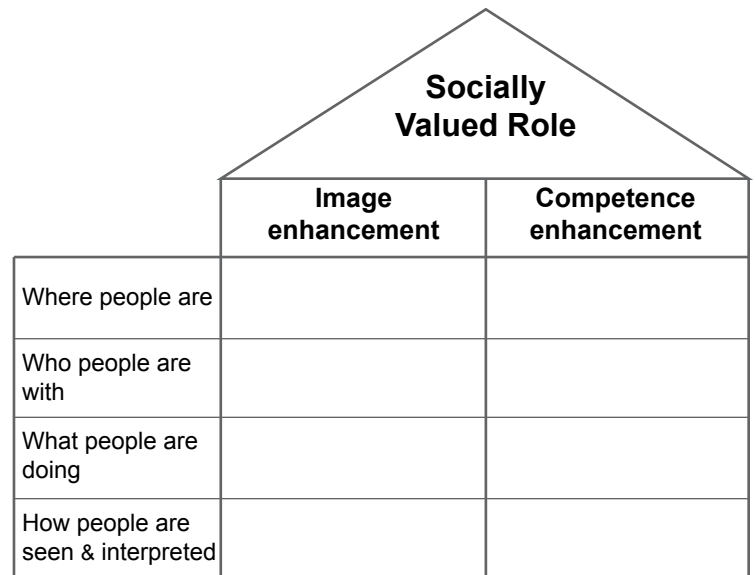 Socially
Valued Role
Image
enhancement
Competence
enhancement
Where people are
Who people are
with
What people are
doing
How people are
seen & interpreted